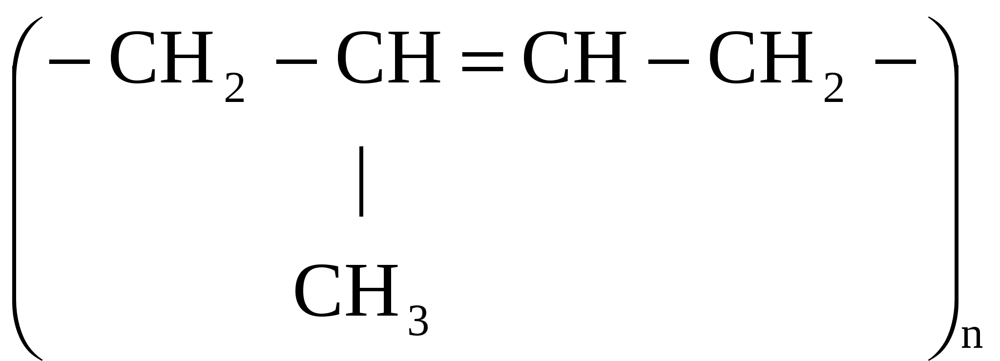 ( – CH₂ – CH = CH – CH₂ – )ₙ
|
CH₃